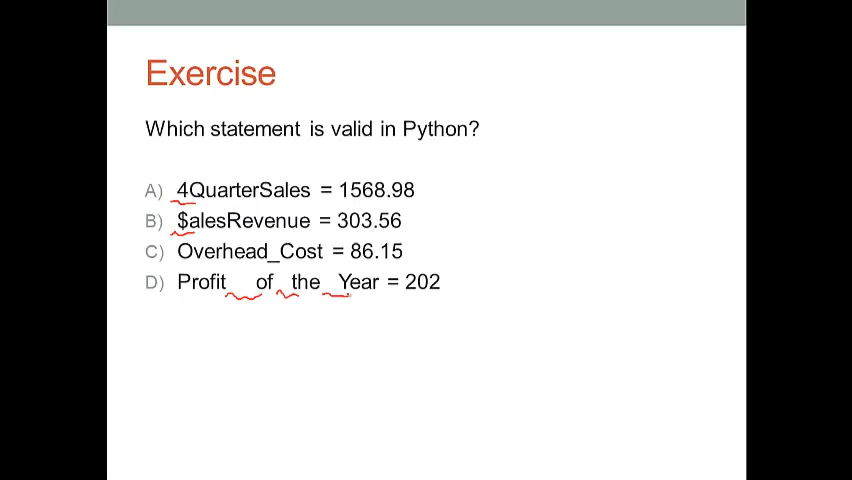 Exercise
Which statement is valid in Python?
A) 4QuarterSales = 1568.98
B) $alesRevenue = 303.56
C) Overhead_Cost = 86.15
D) Profit of the Year = 202